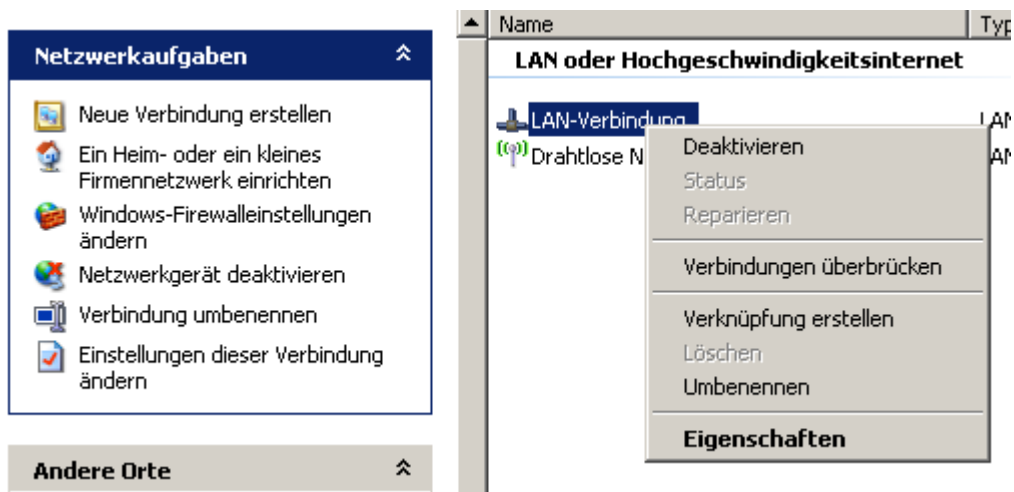 Netzwerkaufgaben
Neue Verbindung erstellen
Ein Heim- oder ein kleines
Firmennetzwerk einrichten
Windows-Firewalleinstellungen
ändern
Netzwerkgerät deaktivieren
Verbindung umbenennen
Einstellungen dieser Verbindung
ändern
Andere Orte
Name
LAN oder Hochgeschwindigkeitsinternet
LAN-Verbindung
Drahtlose N
Deaktivieren
Status
Reparieren
Verbindungen überbrücken
Verknüpfung erstellen
Löschen
Umbenennen
Eigenschaften